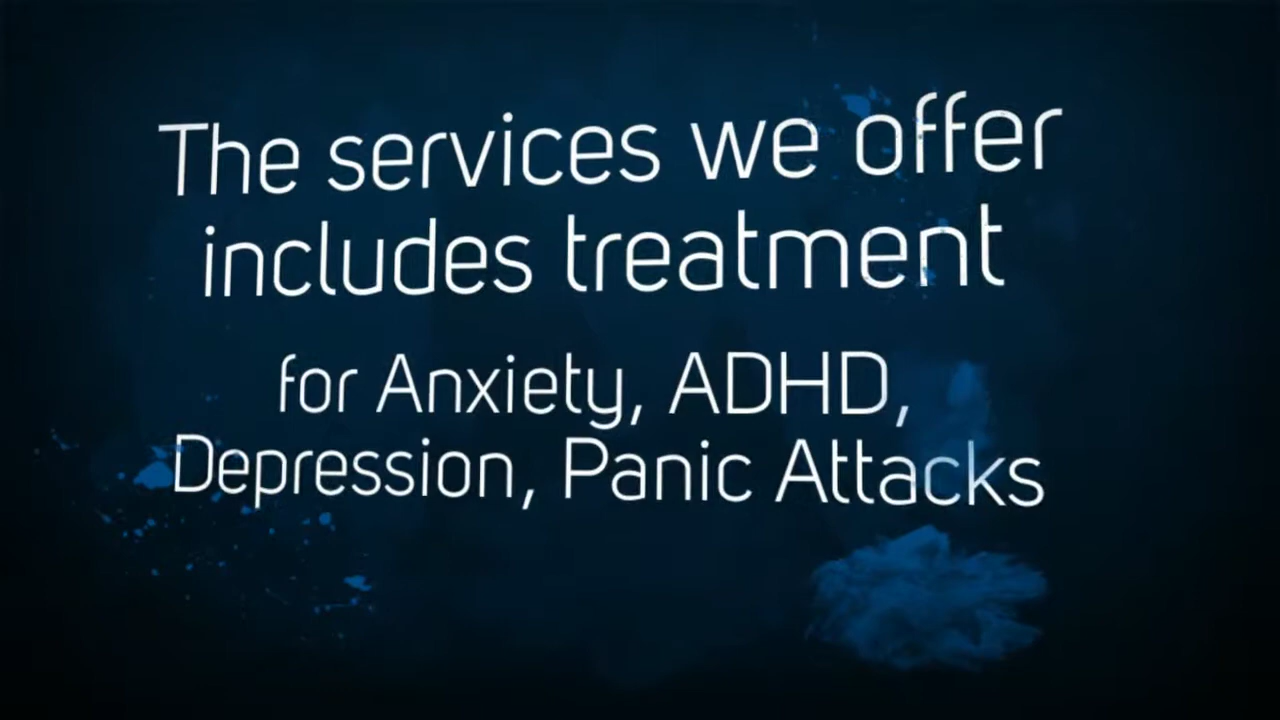 The services we offer
includes treatment
for Anxiety, ADHD,
Depression, Panic Attacks